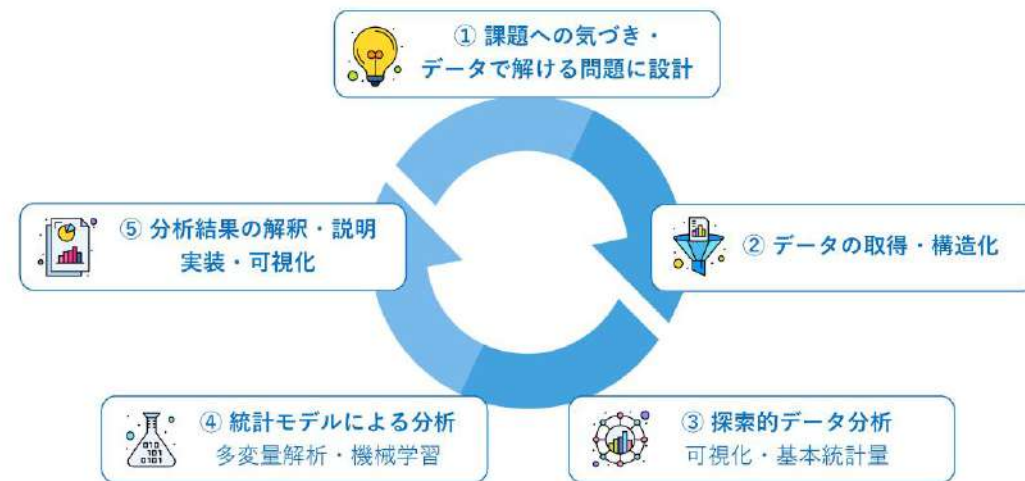 ① 課題への気づき・
データで解ける問題に設計
⑤ 分析結果の解釈・説明
実装・可視化
② データの取得・構造化
④ 統計モデルによる分析
多変量解析・機械学習
③ 探索的データ分析
可視化・基本統計量
010
101
0101